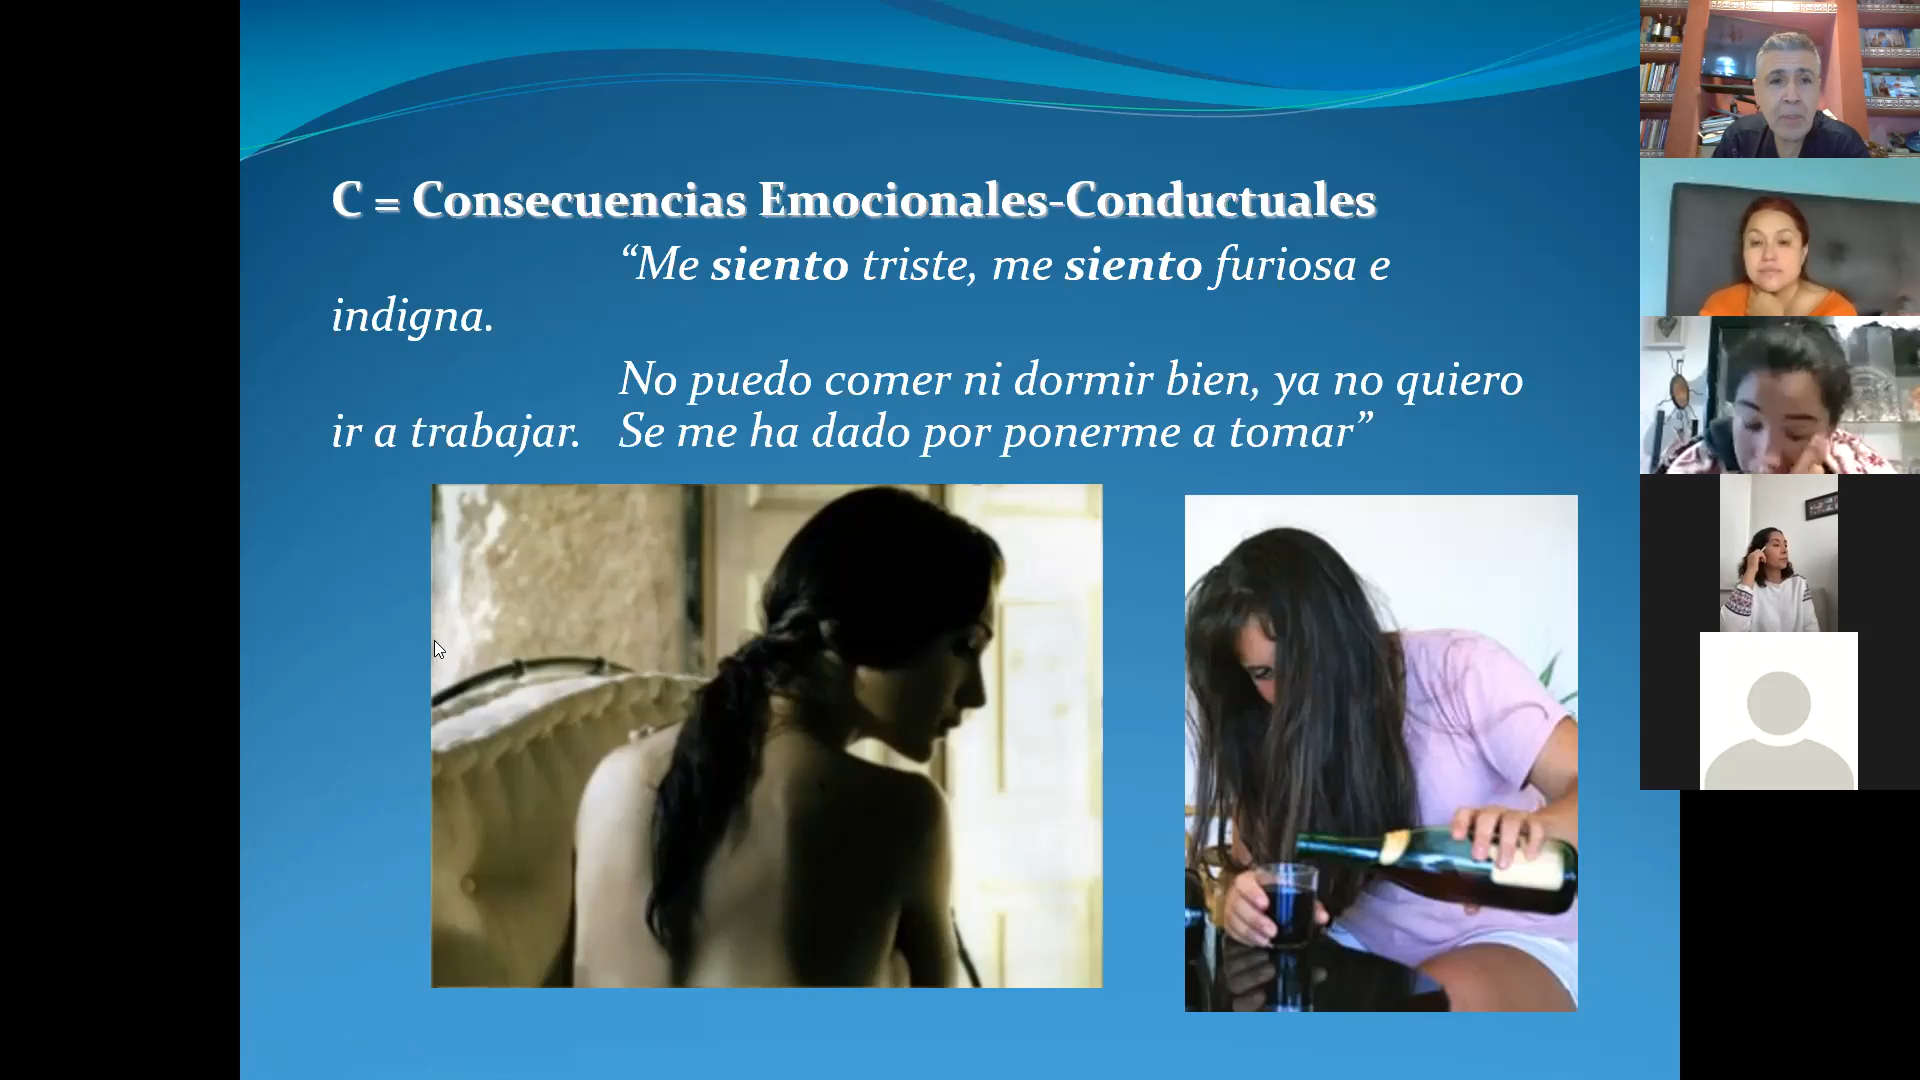 C = Consecuencias Emocionales-Conductuales
“Me siento triste, me siento furiosa e
indigna.
No puedo comer ni dormir bien, ya no quiero
ir a trabajar. Se me ha dado por ponerme a tomar”